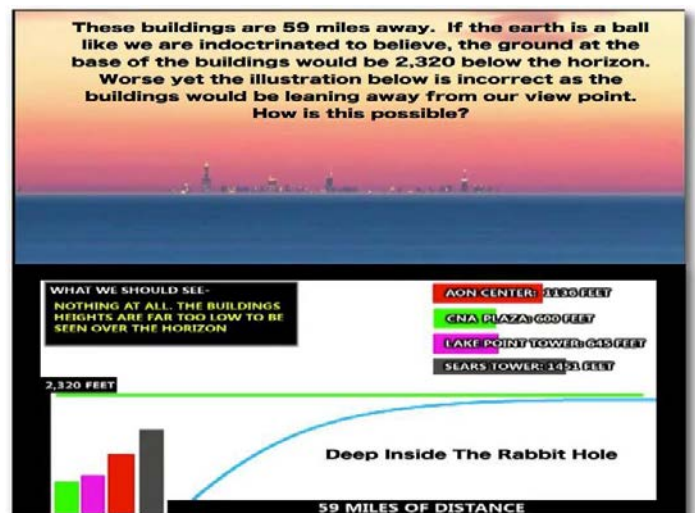 These buildings are 59 miles away. If the earth is a ball
like we are indoctrinated to believe, the ground at the
base of the buildings would be 2,320 below the horizon.
Worse yet the illustration below is incorrect as the
buildings would be leaning away from our view point.
How is this possible?
WHAT WE SHOULD SEE-
NOTHING AT ALL. THE BUILDINGS
HEIGHTS ARE FAR TOO LOW TO BE
SEEN OVER THE HORIZON
AON CENTER: 1136 FEET
CNA PLAZA: 600 FEET
LAKE POINT TOWER: 645 FEET
SEARS TOWER: 1451 FEET
2,320 FEET
Deep Inside The Rabbit Hole
59 MILES OF DISTANCE